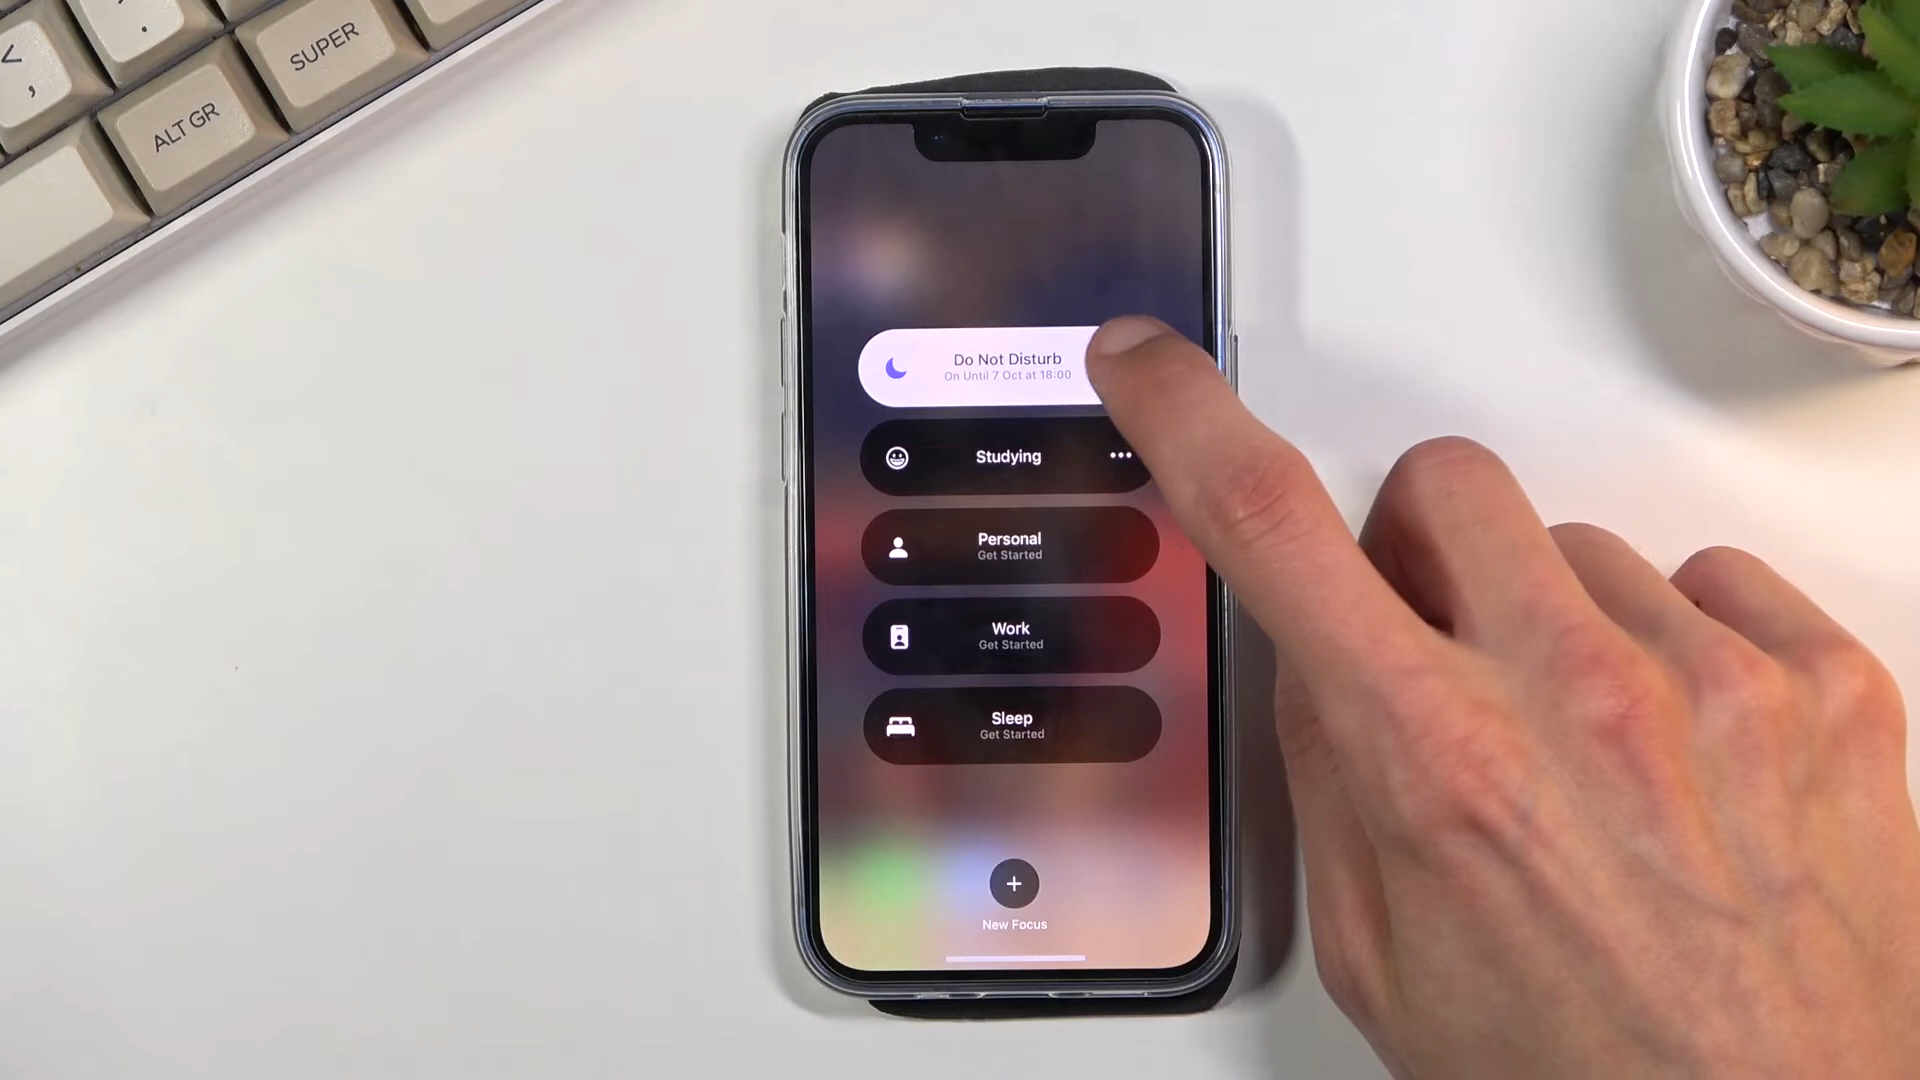 <
,
.
SUPER
ALT GR
Do Not Disturb
On Until 7 Oct at 18:00
Studying
Personal
Get Started
Work
Get Started
Sleep
Get Started
New Focus